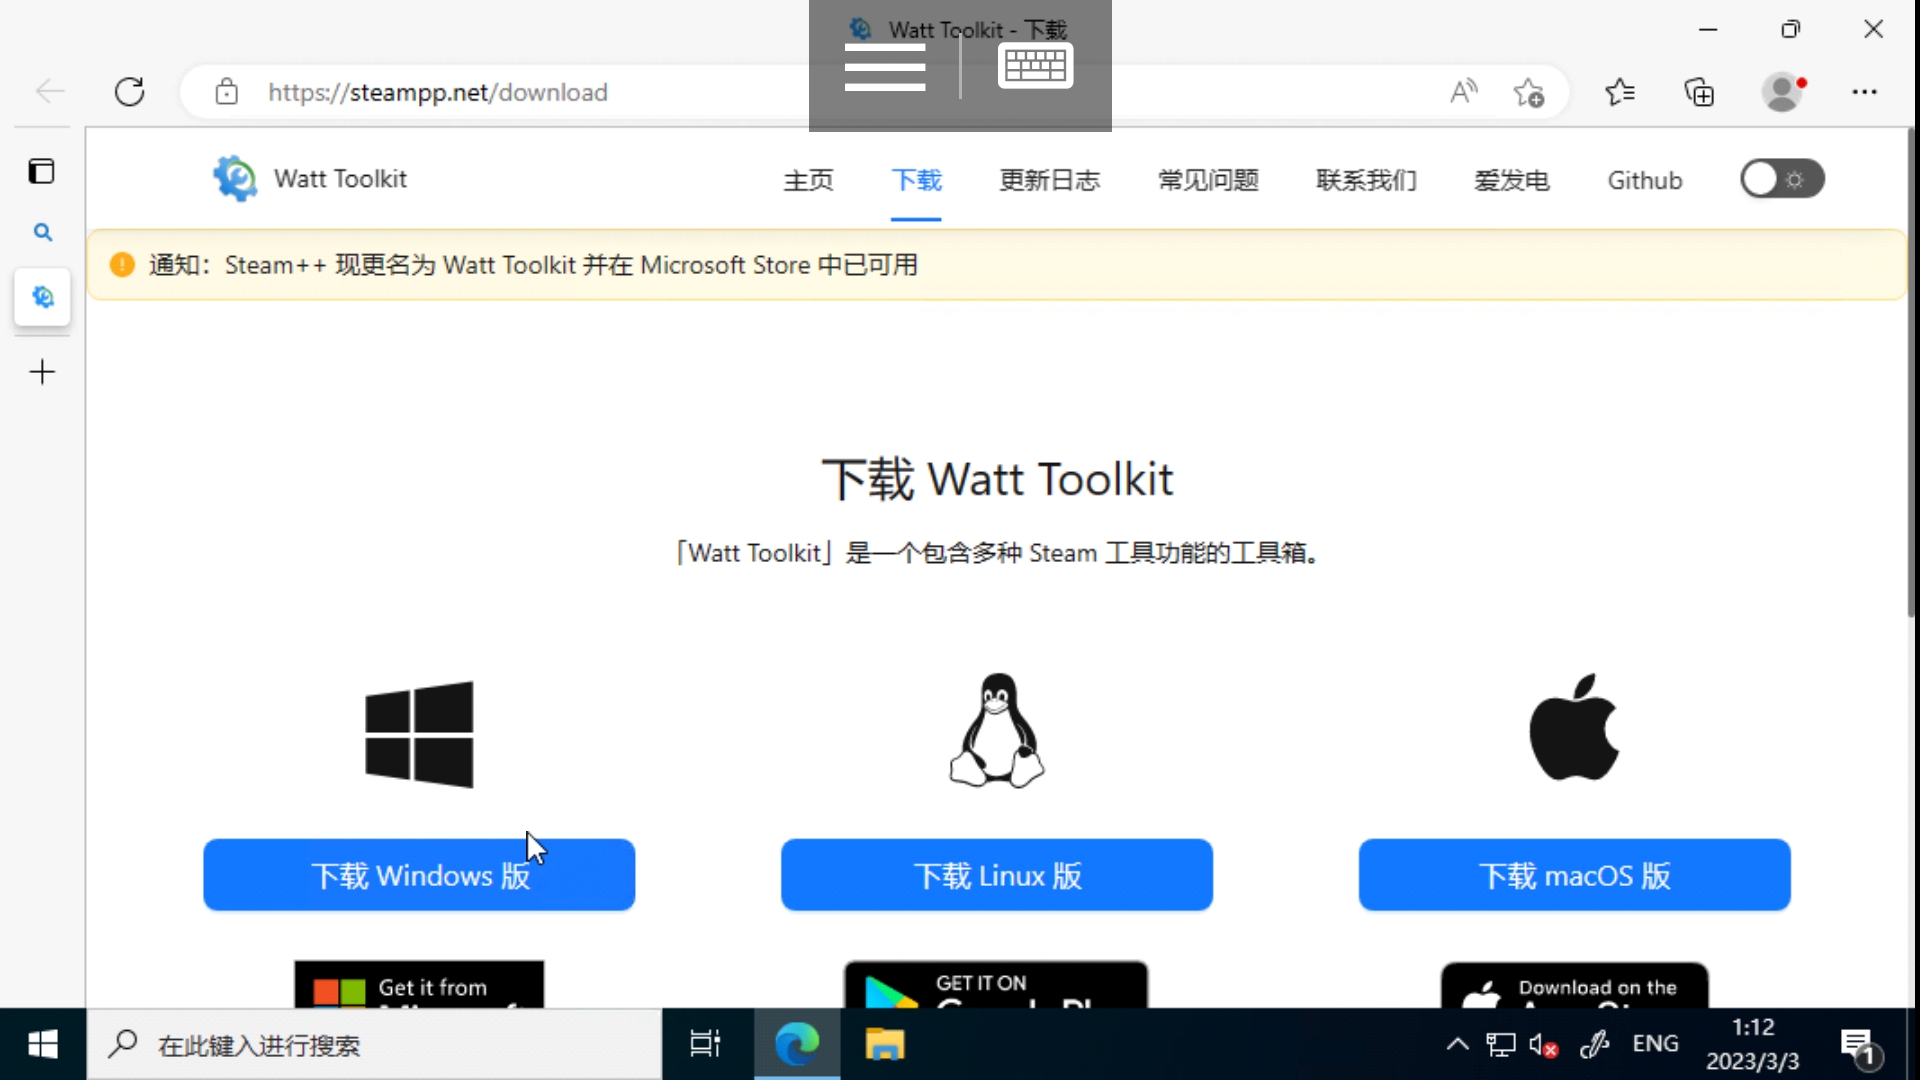 Watt Toolkit - 下载
https://steampp.net/download
Watt Toolkit
主页
下载
更新日志
常见问题
联系我们
爱发电
Github
通知：Steam++ 现更名为 Watt Toolkit 并在 Microsoft Store 中已可用
下载 Watt Toolkit
「Watt Toolkit」是一个包含多种 Steam 工具功能的工具箱。
下载 Windows 版
下载 Linux 版
下载 macOS 版
Get it from
GET IT ON
Download on the
在此键入进行搜索
ENG
1:12
2023/3/3
1